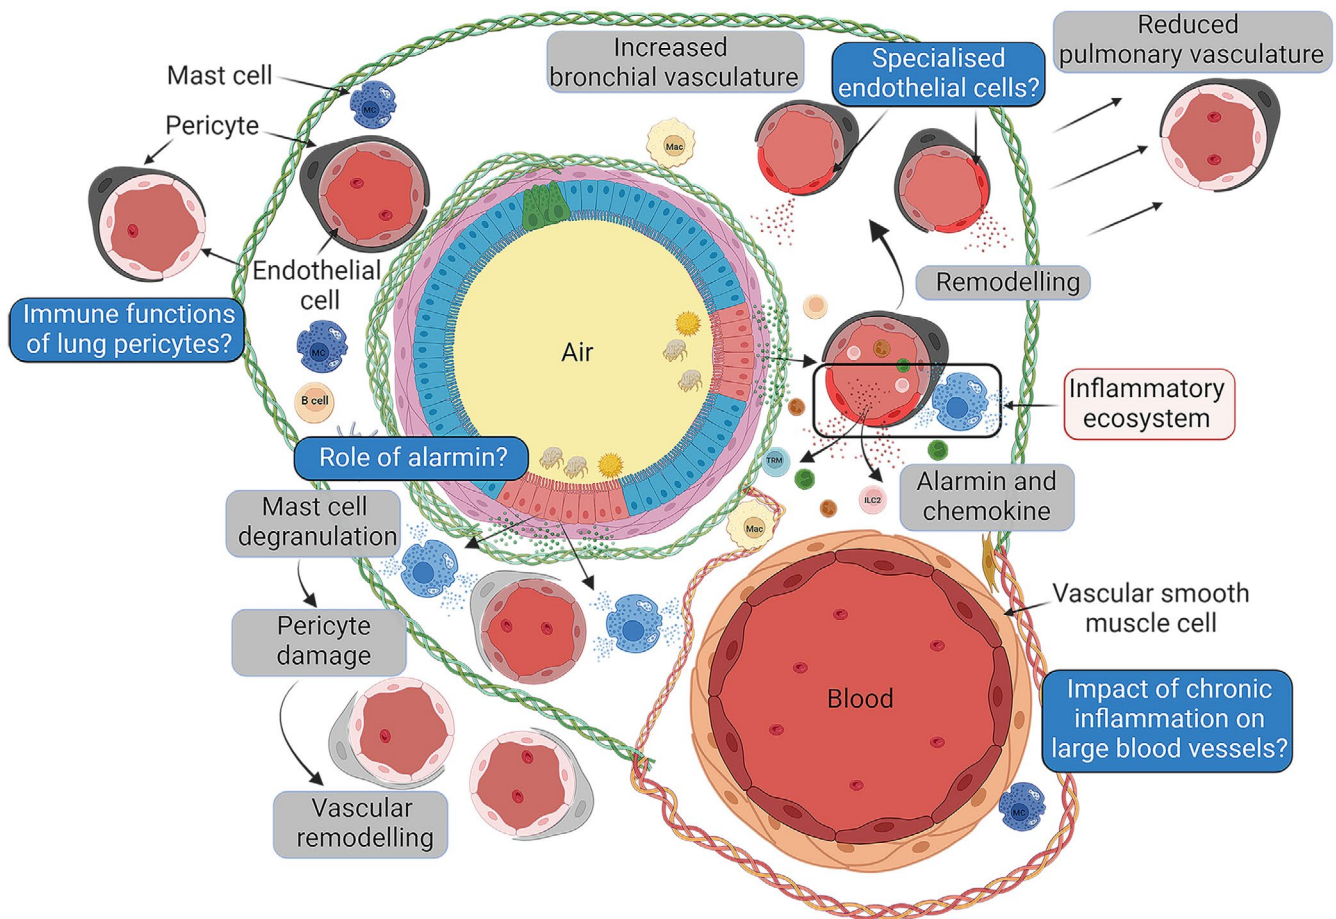 Increased
bronchial vasculature
Specialised
endothelial cells?
Reduced
pulmonary vasculature
Mast cell
MC
Pericyte
Mac
Endothelial
cell
Remodelling
Immune functions
of lung pericytes?
MC
Air
B cell
Inflammatory
ecosystem
Role of alarmin?
TRM
ILC2
Alarmin and
chemokine
Mast cell
degranulation
Mac
Vascular smooth
muscle cell
Pericyte
damage
Blood
Impact of chronic
inflammation on
large blood vessels?
Vascular
remodelling
MC